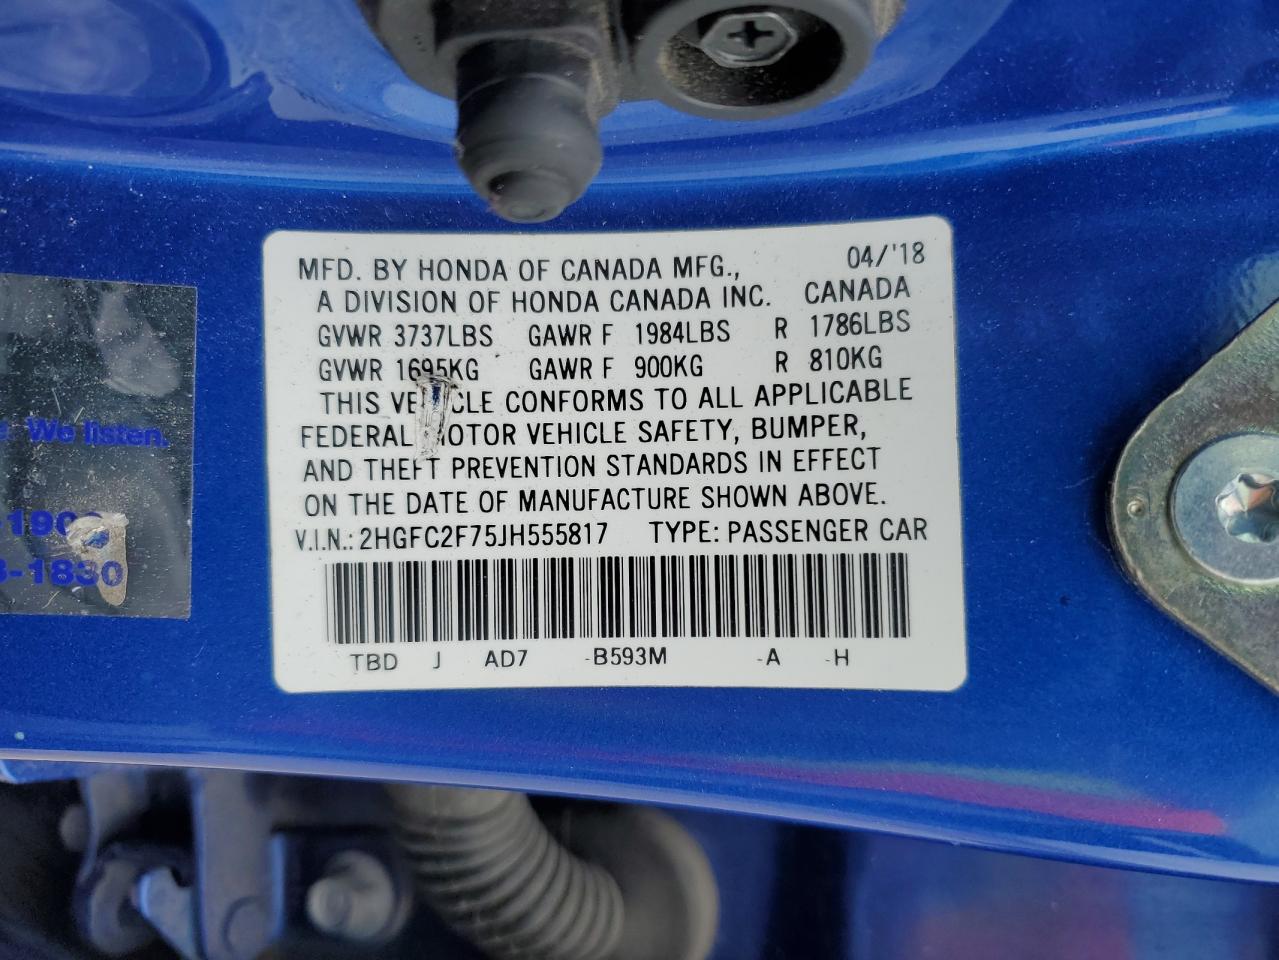 MFD. BY HONDA OF CANADA MFG., 04/'18
A DIVISION OF HONDA CANADA INC. CANADA
GVWR 3737LBS GAWR F 1984LBS R 1786LBS
GVWR 1695KG GAWR F 900KG R 810KG
THIS VEHICLE CONFORMS TO ALL APPLICABLE
FEDERAL MOTOR VEHICLE SAFETY, BUMPER,
AND THEFT PREVENTION STANDARDS IN EFFECT
ON THE DATE OF MANUFACTURE SHOWN ABOVE.
V.I.N.: 2HGFC2F75JH555817 TYPE: PASSENGER CAR
TBD J AD7 -B593M -A -H
We listen.
-1830